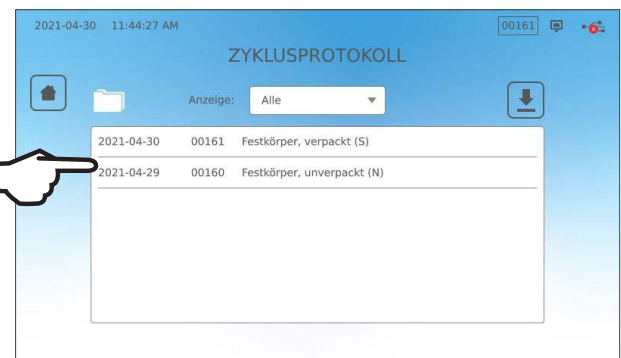 2021-04-30 11:44:27 AM 00161
ZYKLUSPROTOKOLL
Anzeige: Alle
2021-04-30 00161 Festkörper, verpackt (S)
2021-04-29 00160 Festkörper, unverpackt (N)